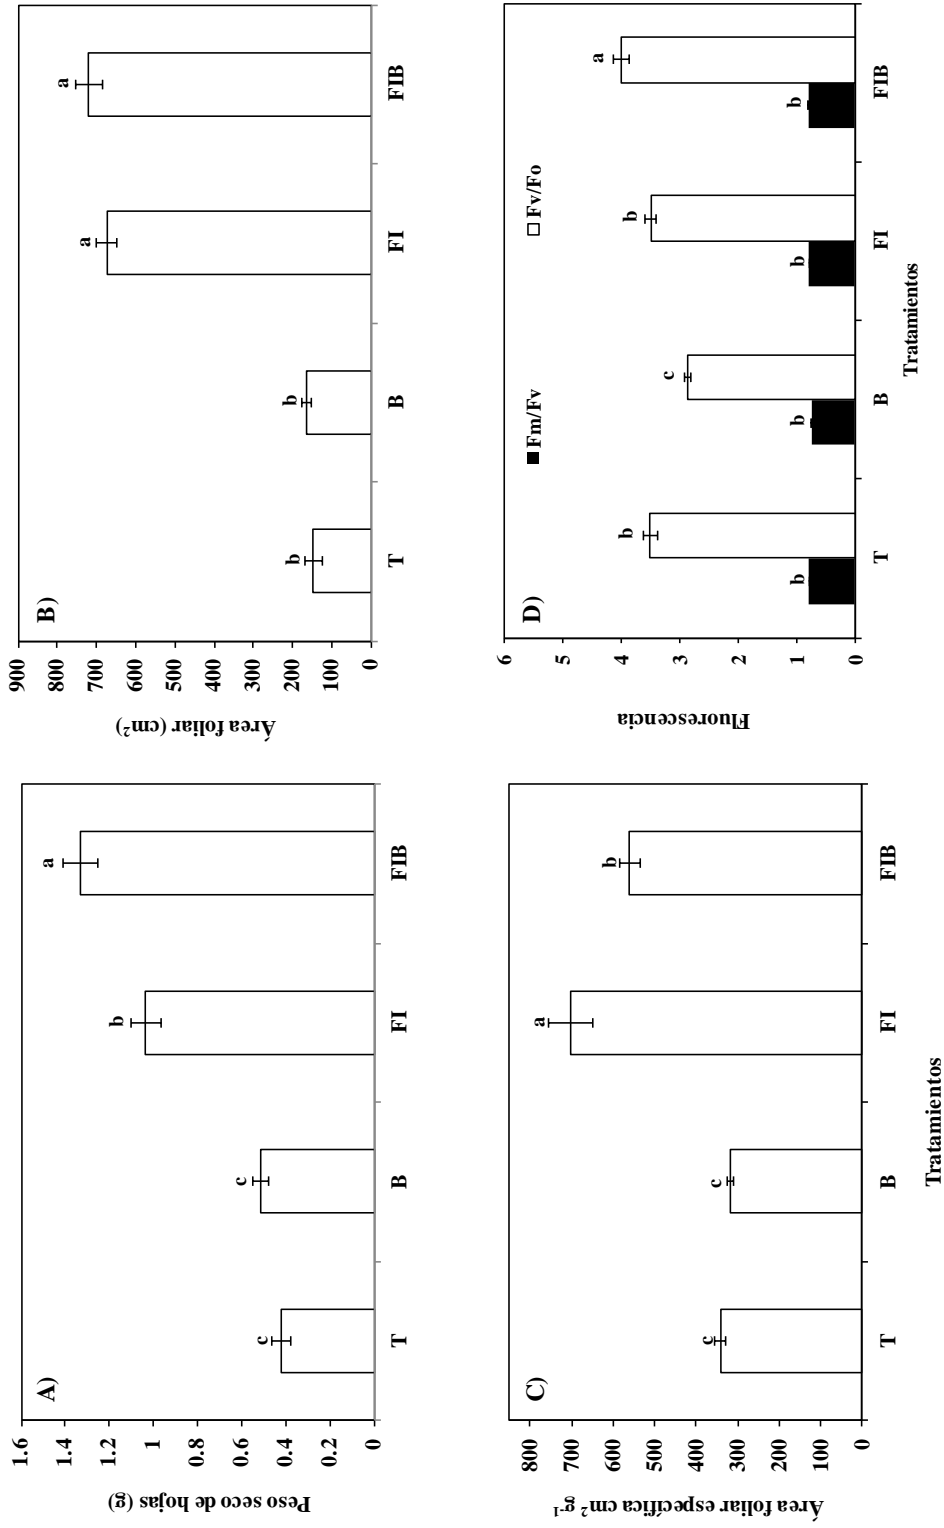 A)
Peso seco de hojas (g)
1.6
1.4
1.2
1
0.8
0.6
0.4
0.2
0
c
c
b
a
T B FI FIB
B)
Área foliar (cm²)
900
800
700
600
500
400
300
200
100
0
b
b
a
a
T B FI FIB
C)
Área foliar específica cm² g⁻¹
800
700
600
500
400
300
200
100
0
c
c
a
b
T B FI FIB
Tratamientos
D)
Fluorescencia
6
5
4
3
2
1
0
Fm/Fv Fv/Fo
b
b
b
c
b
b
b
a
T B FI FIB
Tratamientos